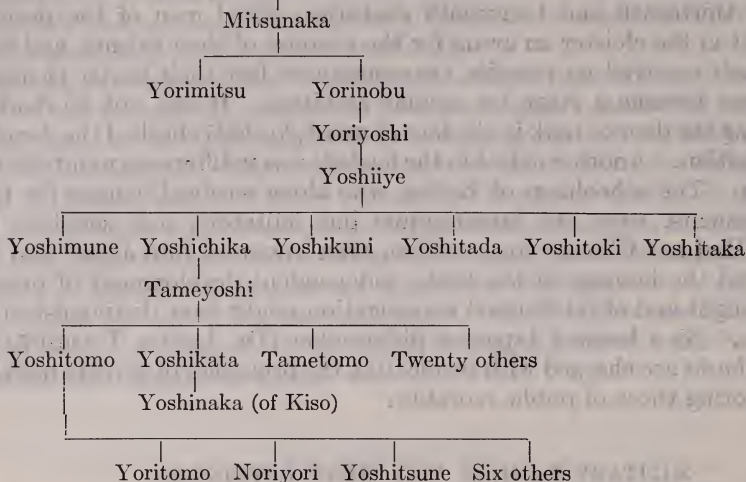 Mitsunaka
Yorimitsu Yorinobu
Yoriyoshi
Yoshiiye
Yoshimune Yoshichika Yoshikuni Yoshitada Yoshitoki Yoshitaka
Tameyoshi
Yoshitomo Yoshikata Tametomo Twenty others
Yoshinaka (of Kiso)
Yoritomo Noriyori Yoshitsune Six others